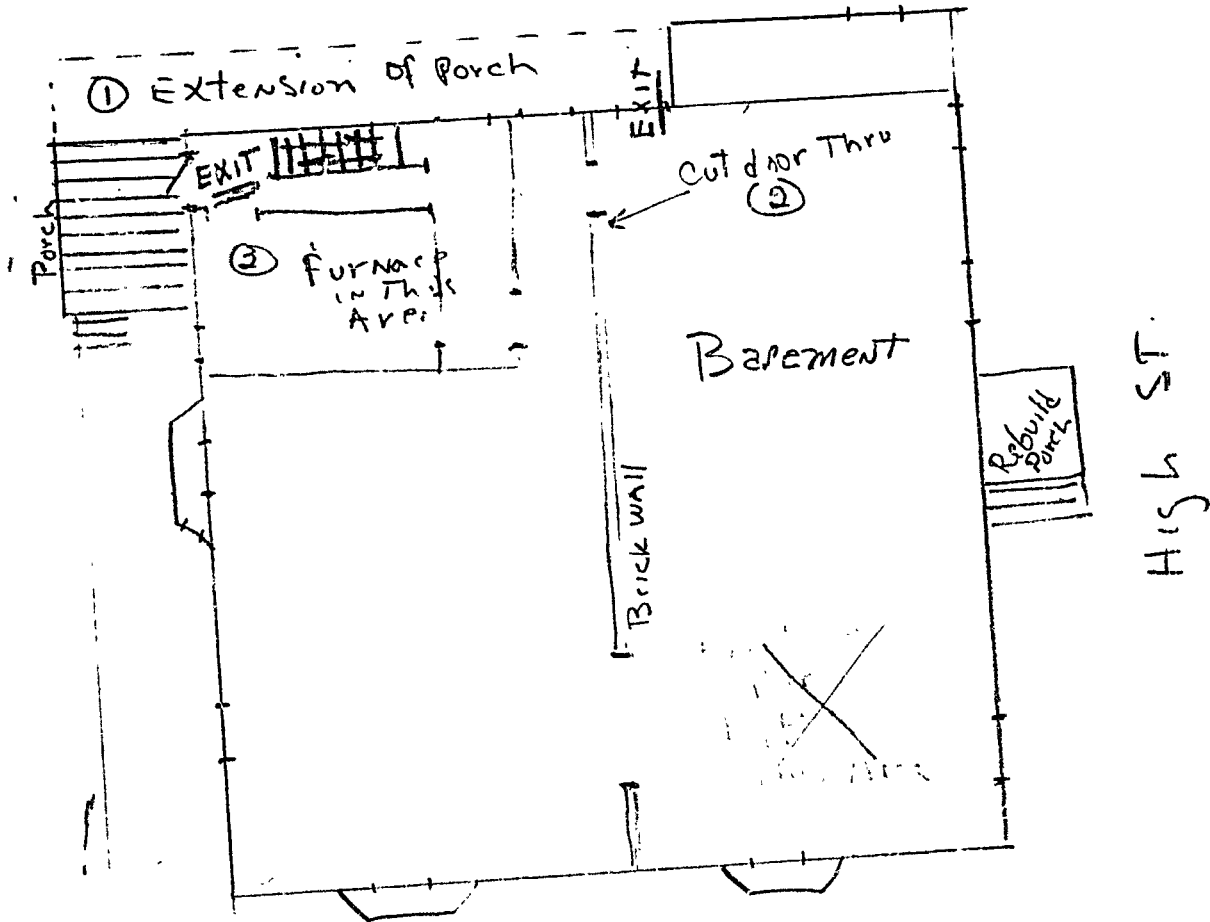 ① Extension of Porch
EXIT
EXIT
Cut door Thru
②
Porch
③ Furnace
in This
Area
Basement
Rebuild
Porch
High ST.
Brick wall